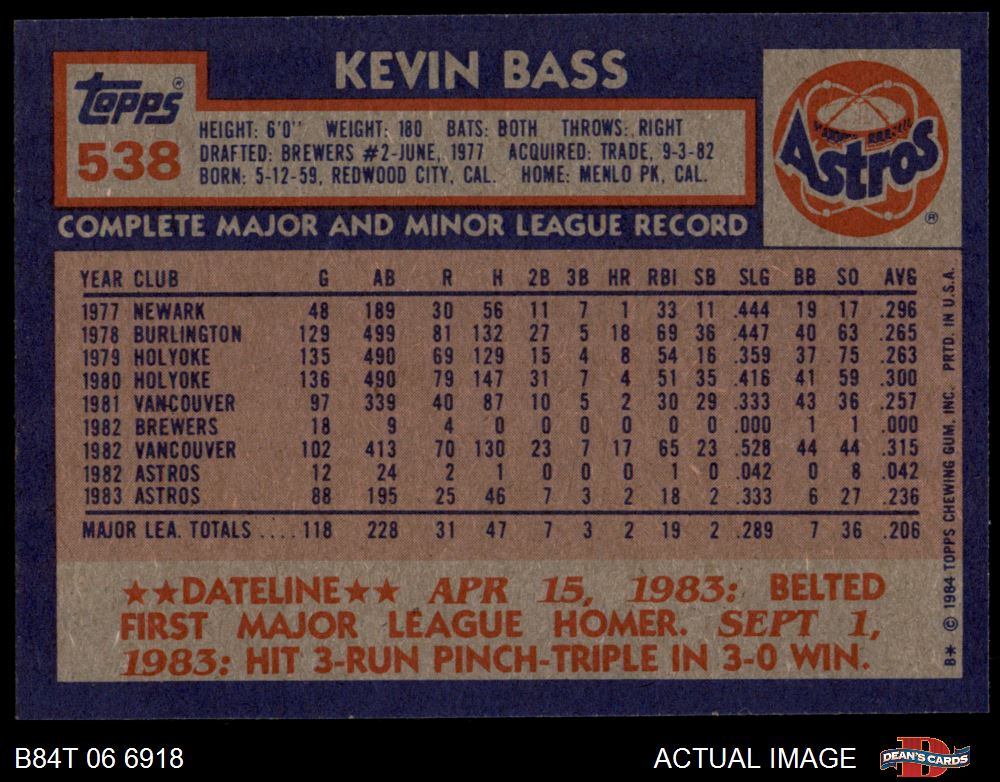 KEVIN BASS
Topps®
538
HEIGHT: 6'0" WEIGHT: 180 BATS: BOTH THROWS: RIGHT
DRAFTED: BREWERS #2-JUNE, 1977 ACQUIRED: TRADE, 9-3-82
BORN: 5-12-59, REDWOOD CITY, CAL. HOME: MENLO PK, CAL.
Astros
®
COMPLETE MAJOR AND MINOR LEAGUE RECORD
YEAR CLUB G AB R H 2B 3B HR RBI SB SLG BB SO AVG
1977 NEWARK 48 189 30 56 11 7 1 33 11 .444 19 17 .296
1978 BURLINGTON 129 499 81 132 27 5 18 69 36 .447 40 63 .265
1979 HOLYOKE 135 490 69 129 15 4 8 54 16 .359 37 75 .263
1980 HOLYOKE 136 490 79 147 31 7 4 51 35 .416 41 59 .300
1981 VANCOUVER 97 339 40 87 10 5 2 30 29 .333 43 36 .257
1982 BREWERS 18 9 4 0 0 0 0 0 0 .000 1 1 .000
1982 VANCOUVER 102 413 70 130 23 7 17 65 23 .528 44 44 .315
1982 ASTROS 12 24 2 1 0 0 0 1 0 .042 0 8 .042
1983 ASTROS 88 195 25 46 7 3 2 18 2 .333 6 27 .236
MAJOR LEA. TOTALS .... 118 228 31 47 7 3 2 19 2 .289 7 36 .206
★★DATELINE★★ APR 15, 1983: BELTED
FIRST MAJOR LEAGUE HOMER. SEPT 1,
1983: HIT 3-RUN PINCH-TRIPLE IN 3-0 WIN.
B* © 1984 TOPPS CHEWING GUM, INC. PRTD. IN U.S.A.
B84T 06 6918
ACTUAL IMAGE
DEAN'S CARDS